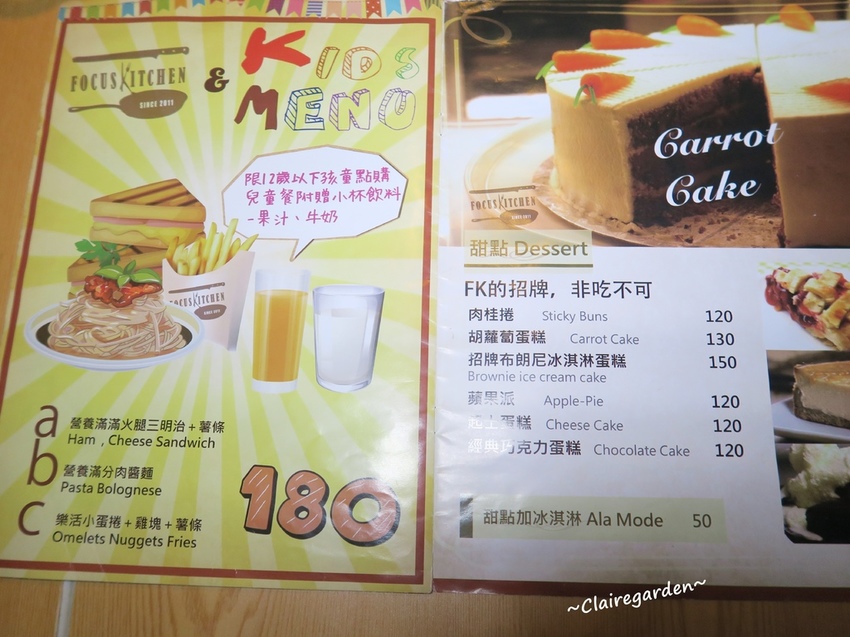 FOCUSKITCHEN
SINCE 2011
& KIDS
MENU
限12歲以下孩童點購
兒童餐附贈小杯飲料
-果汁、牛奶
FOCUSKITCHEN
a 營養滿滿火腿三明治+薯條
Ham , Cheese Sandwich
b 營養滿分肉醬麵
Pasta Bolognese
c 樂活小蛋捲+雞塊+薯條
Omelets Nuggets Fries
180
Carrot
Cake
FOCUSKITCHEN
甜點 Dessert
FK的招牌，非吃不可
肉桂捲 Sticky Buns 120
胡蘿蔔蛋糕 Carrot Cake 130
招牌布朗尼冰淇淋蛋糕 150
Brownie ice cream cake
蘋果派 Apple-Pie 120
起士蛋糕 Cheese Cake 120
經典巧克力蛋糕 Chocolate Cake 120
甜點加冰淇淋 Ala Mode 50
~Clairegarden~